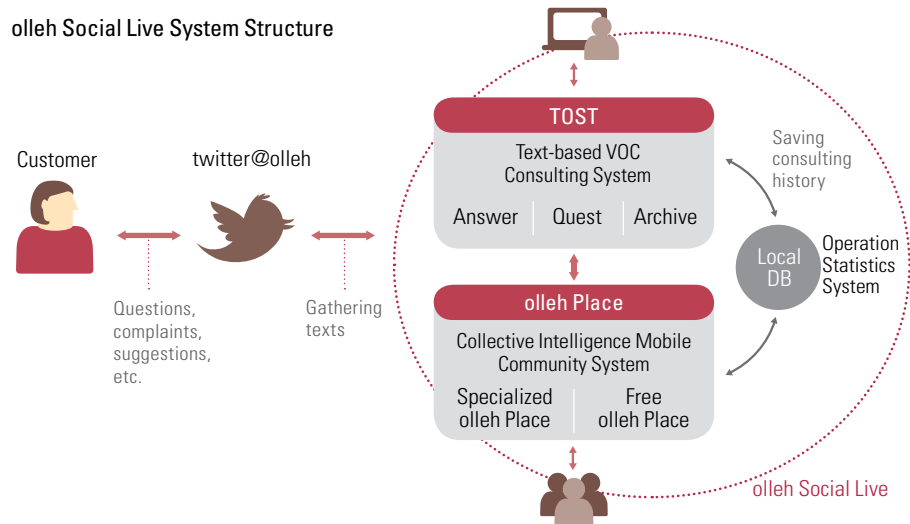 olleh Social Live System Structure
Customer
twitter@olleh
Questions,
complaints,
suggestions,
etc.
Gathering
texts
TOST
Text-based VOC
Consulting System
Answer
Quest
Archive
olleh Place
Collective Intelligence Mobile
Community System
Specialized
olleh Place
Free
olleh Place
Saving
consulting
history
Local
DB
Operation
Statistics
System
olleh Social Live